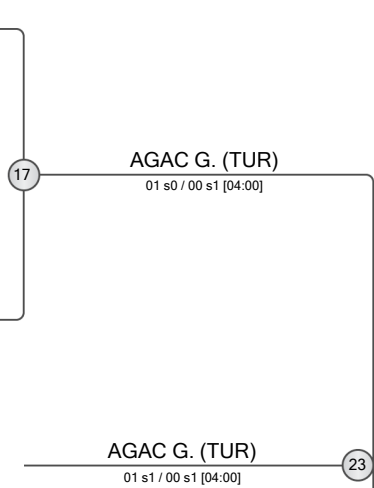 AGAC G. (TUR)
17
01 s0 / 00 s1 [04:00]
AGAC G. (TUR)
23
01 s1 / 00 s1 [04:00]